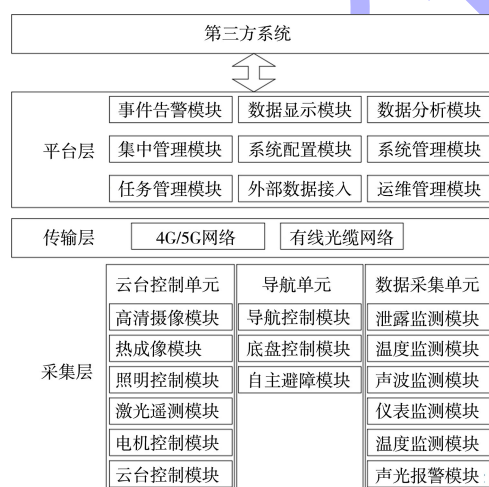 第三方系统
事件告警模块 数据显示模块 数据分析模块
平台层 集中管理模块 系统配置模块 系统管理模块
任务管理模块 外部数据接入 运维管理模块
传输层 4G/5G网络 有线光缆网络
云台控制单元 导航单元 数据采集单元
高清摄像模块 导航控制模块 泄露监测模块
热成像模块 底盘控制模块 温度监测模块
采集层 照明控制模块 自主避障模块 声波监测模块
激光遥测模块 仪表监测模块
电机控制模块 温度监测模块
云台控制模块 声光报警模块